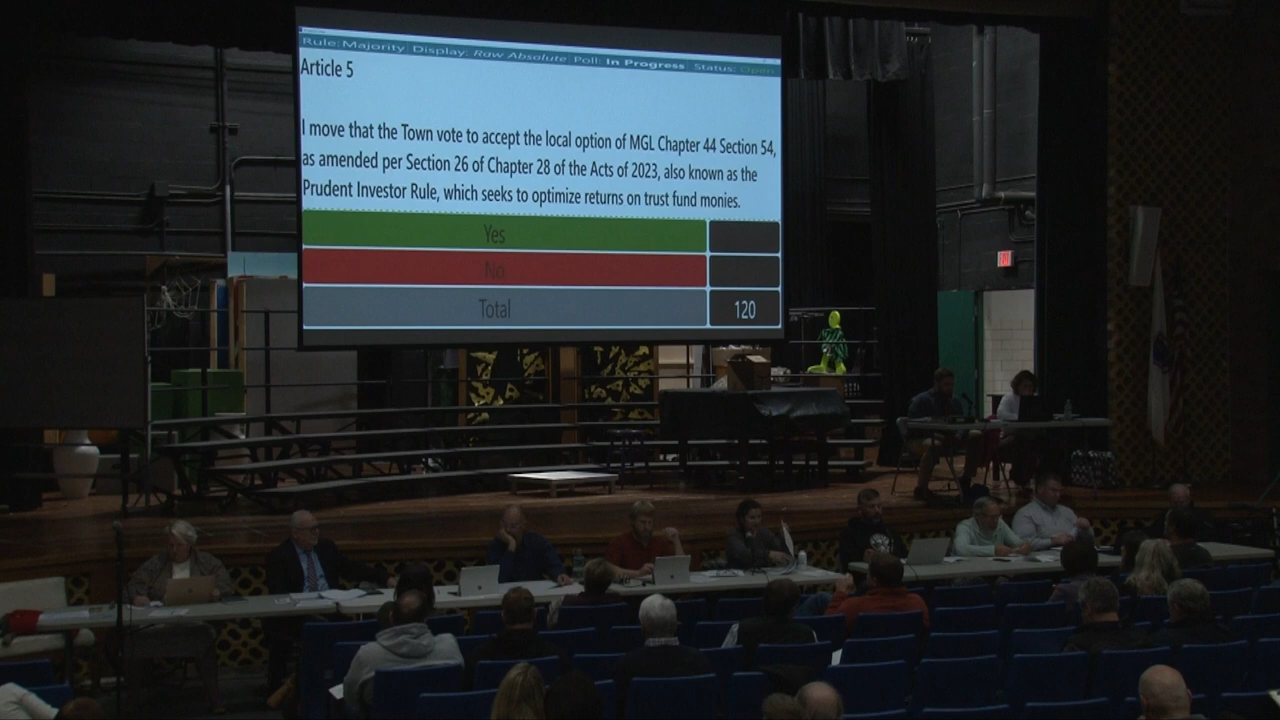 Rule: Majority Display: Raw Absolute Poll: In Progress Status: Open
Article 5
I move that the Town vote to accept the local option of MGL Chapter 44 Section 54,
as amended per Section 26 of Chapter 28 of the Acts of 2023, also known as the
Prudent Investor Rule, which seeks to optimize returns on trust fund monies.
Yes
No
Total 120